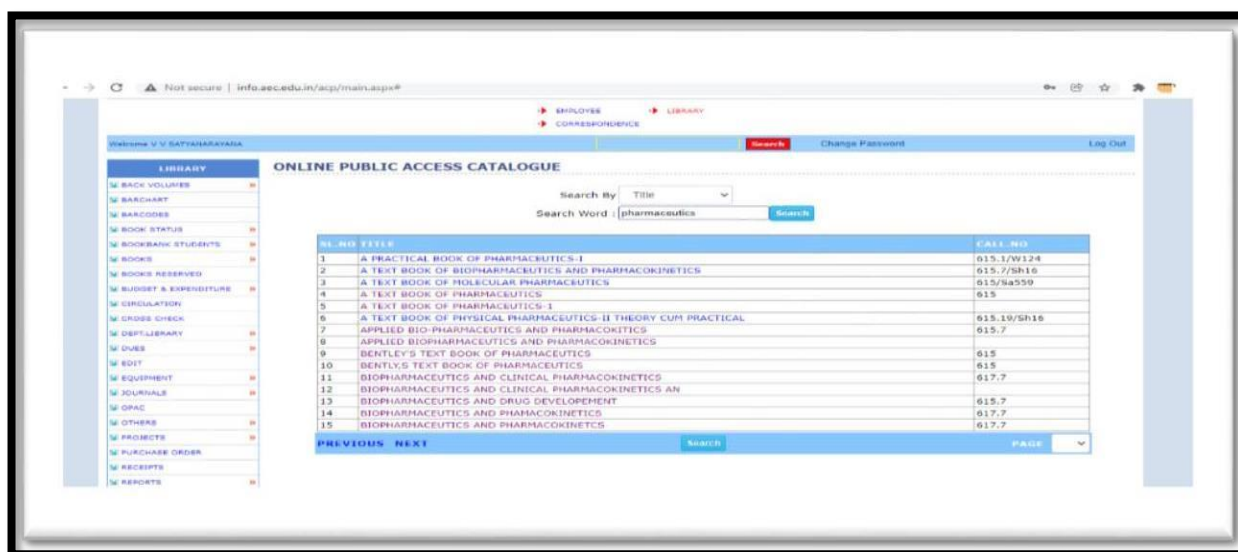 Not secure | info.aec.edu.in/acp/main.aspx#
EMPLOYEE LIBRARY
CORRESPONDENCE
Welcome V V SATYANARAYANA Search Change Password Log Out
LIBRARY
BACK VOLUMES
BARCHART
BARCODES
BOOK STATUS
BOOKBANK STUDENTS
BOOKS
BOOKS RESERVED
BUDGET & EXPENDITURE
CIRCULATION
CROSS CHECK
DEPT.LIBRARY
DUES
EDIT
EQUIPMENT
JOURNALS
OPAC
OTHERS
PROJECTS
PURCHASE ORDER
RECEIPTS
REPORTS
ONLINE PUBLIC ACCESS CATALOGUE
Search By Title
Search Word : pharmaceutics Search
SL.NO TITLE CALL.NO
1 A PRACTICAL BOOK OF PHARMACEUTICS-I 615.1/W124
2 A TEXT BOOK OF BIOPHARMACEUTICS AND PHARMACOKINETICS 615.7/Sh16
3 A TEXT BOOK OF MOLECULAR PHARMACEUTICS 615/Sa559
4 A TEXT BOOK OF PHARMACEUTICS 615
5 A TEXT BOOK OF PHARMACEUTICS-1
6 A TEXT BOOK OF PHYSICAL PHARMACEUTICS-II THEORY CUM PRACTICAL 615.19/Sh16
7 APPLIED BIO-PHARMACEUTICS AND PHARMACOKITICS 615.7
8 APPLIED BIOPHARMACEUTICS AND PHARMACOKINETICS
9 BENTLEY'S TEXT BOOK OF PHARMACEUTICS 615
10 BENTLY,S TEXT BOOK OF PHARMACEUTICS 615
11 BIOPHARMACEUTICS AND CLINICAL PHARMACOKINETICS 617.7
12 BIOPHARMACEUTICS AND CLINICAL PHARMACOKINETICS AN
13 BIOPHARMACEUTICS AND DRUG DEVELOPEMENT 615.7
14 BIOPHARMACEUTICS AND PHAMACOKINETICS 617.7
15 BIOPHARMACEUTICS AND PHARMACOKINETCS 617.7
PREVIOUS NEXT Search PAGE